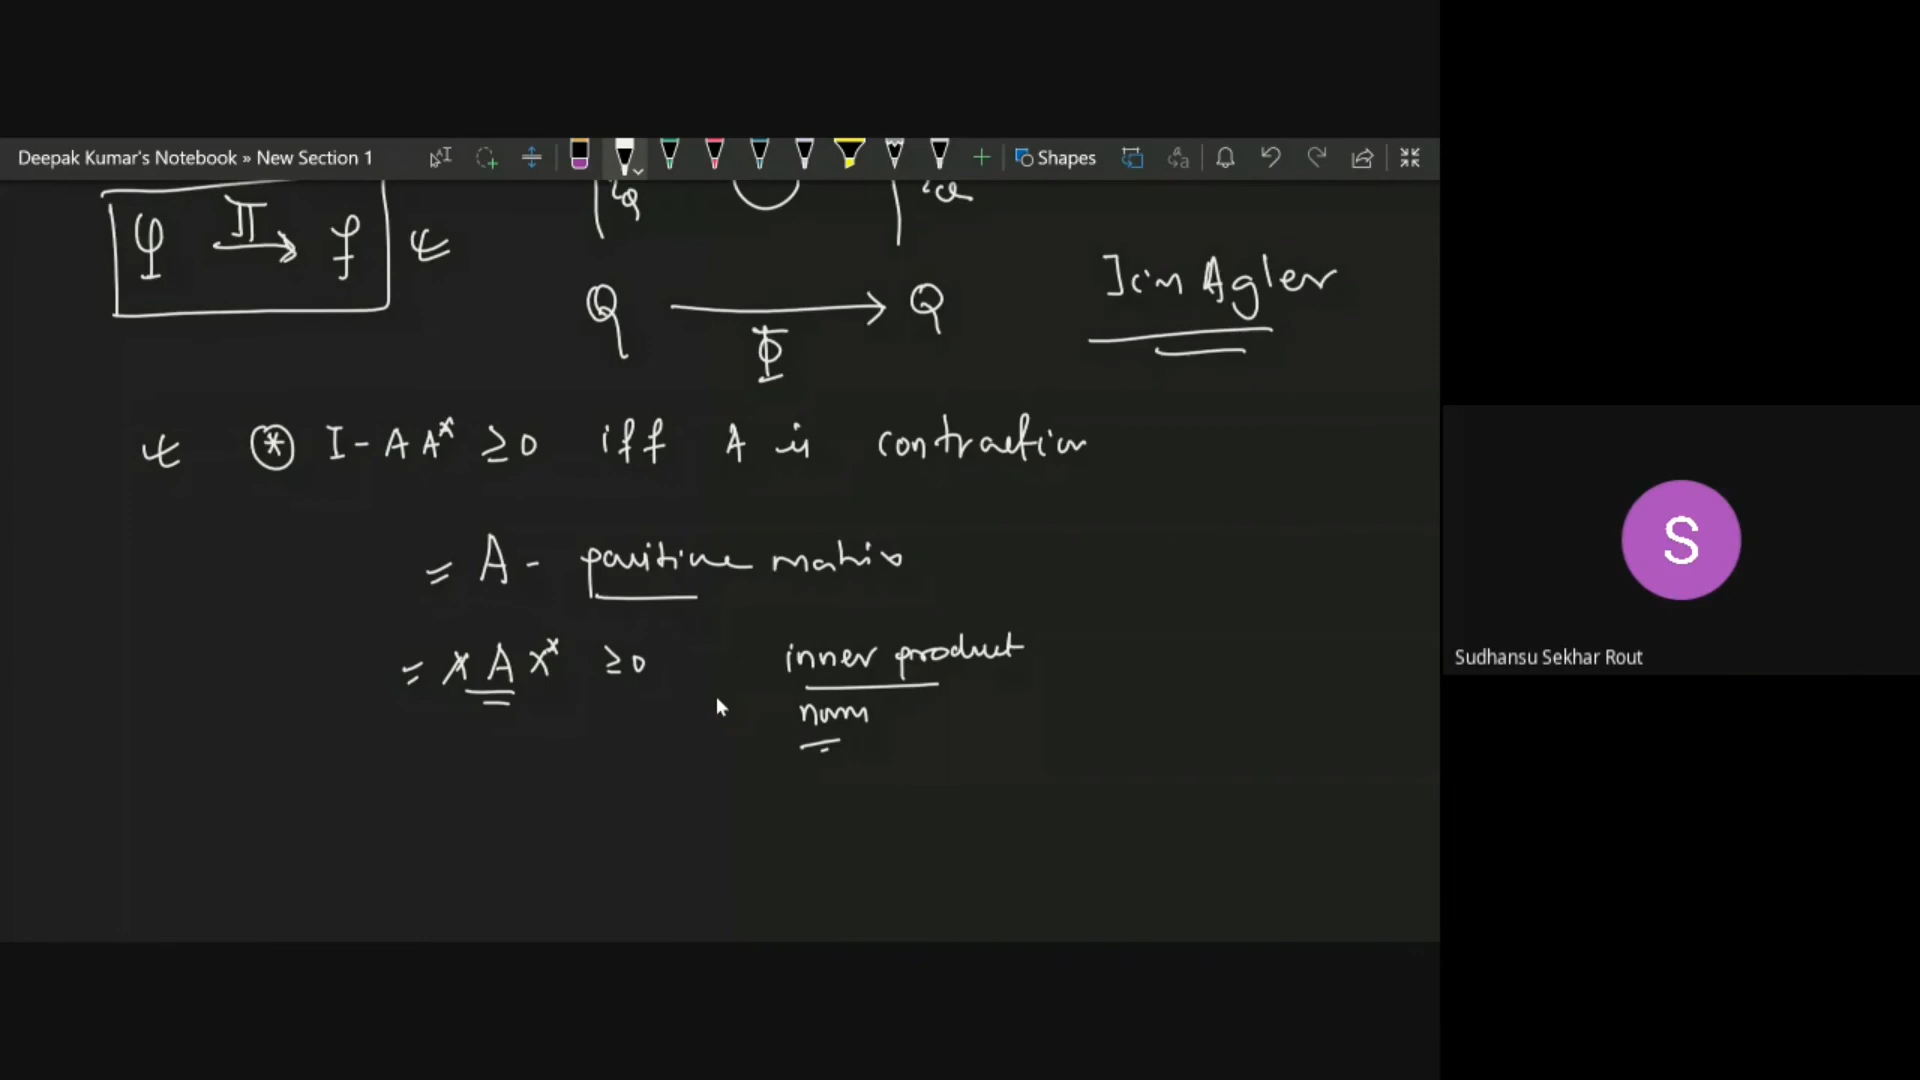 Deepak Kumar's Notebook » New Section 1
Shapes
φ Π → f
Q → Q
Φ
Jim Agler
⊛ I - A A* ≥ 0 iff A is contraction
= A - positive matrix
= x A x* ≥ 0
inner product
norm
S
Sudhansu Sekhar Rout